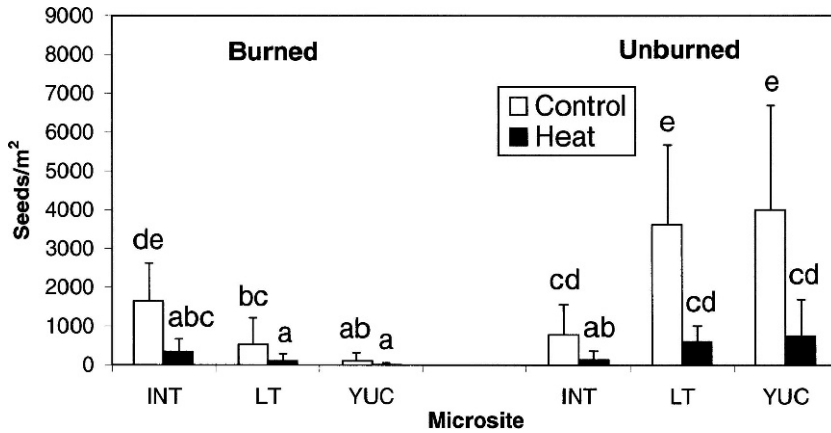 9000
8000
7000
6000
5000
4000
3000
2000
1000
0
Seeds/m²
Burned
Unburned
Control
Heat
de
abc
bc
a
ab
a
cd
ab
e
cd
e
cd
INT
LT
YUC
INT
LT
YUC
Microsite